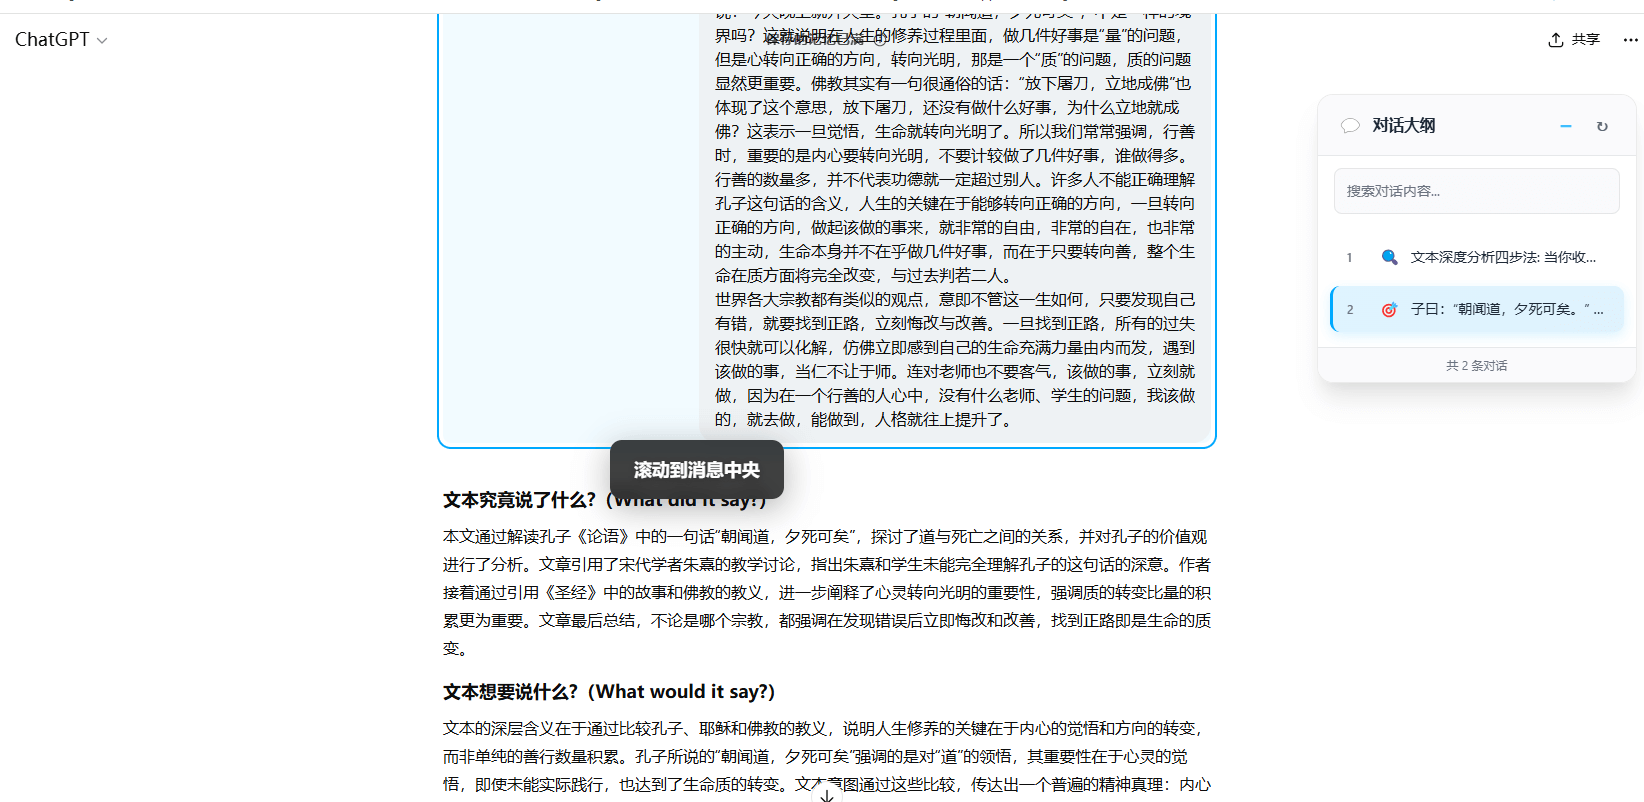 ChatGPT
共享
界吗？这就说明在人生的修养过程里面，做几件好事是“量”的问题，
但是心转向正确的方向，转向光明，那是一个“质”的问题，质的问题
显然更重要。佛教其实有一句很通俗的话：“放下屠刀，立地成佛”也
体现了这个意思，放下屠刀，还没有做什么好事，为什么立地就成
佛？这表示一旦觉悟，生命就转向光明了。所以我们常常强调，行善
时，重要的是内心要转向光明，不要计较做了几件好事，谁做得多。
行善的数量多，并不代表功德就一定超过别人。许多人不能正确理解
孔子这句话的含义，人生的关键在于能够转向正确的方向，一旦转向
正确的方向，做起该做的事来，就非常的自由，非常的自在，也非常
的主动，生命本身并不在乎做几件好事，而在于只要转向善，整个生
命在质方面将完全改变，与过去判若二人。
世界各大宗教都有类似的观点，意即不管这一生如何，只要发现自己
有错，就要找到正路，立刻悔改与改善。一旦找到正路，所有的过失
很快就可以化解，仿佛立即感到自己的生命充满力量由内而发，遇到
该做的事，当仁不让于师。连对老师也不要客气，该做的事，立刻就
做，因为在一个行善的人心中，没有什么老师、学生的问题，我该做
的，就去做，能做到，人格就往上提升了。
滚动到消息中央
文本究竟说了什么？（What did it say?）
本文通过解读孔子《论语》中的一句话“朝闻道，夕死可矣”，探讨了道与死亡之间的关系，并对孔子的价值观
进行了分析。文章引用了宋代学者朱熹的教学讨论，指出朱熹和学生未能完全理解孔子的这句话的深意。作者
接着通过引用《圣经》中的故事和佛教的教义，进一步阐释了心灵转向光明的重要性，强调质的转变比量的积
累更为重要。文章最后总结，不论是哪个宗教，都强调在发现错误后立即悔改和改善，找到正路即是生命的质
变。
文本想要说什么？（What would it say?）
文本的深层含义在于通过比较孔子、耶稣和佛教的教义，说明人生修养的关键在于内心的觉悟和方向的转变，
而非单纯的善行数量积累。孔子所说的“朝闻道，夕死可矣”强调的是对“道”的领悟，其重要性在于心灵的觉
悟，即使未能实际践行，也达到了生命质的转变。文本意图通过这些比较，传达出一个普遍的精神真理：内心
对话大纲
搜索对话内容...
1 文本深度分析四步法: 当你收...
2 子曰：“朝闻道，夕死可矣。” ...
共 2 条对话